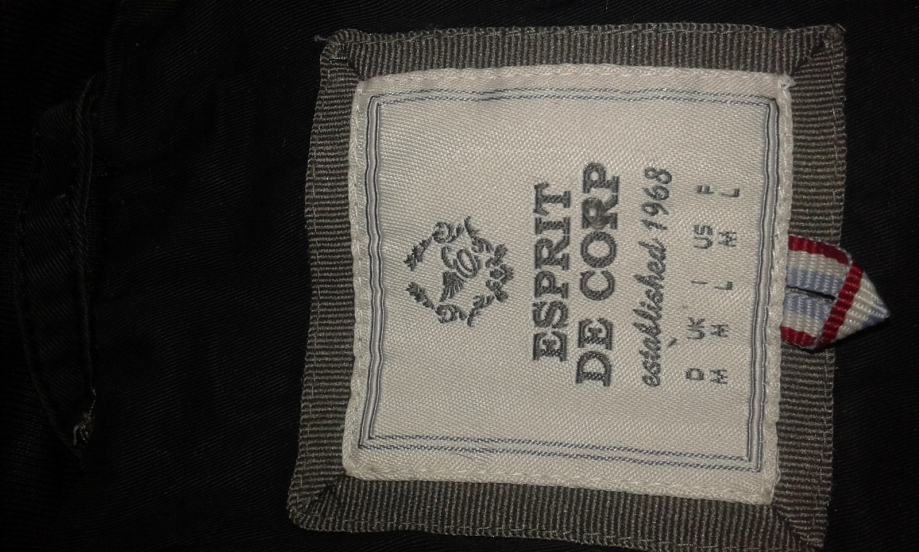 E
ESPRIT
DE CORP
established 1968
D UK I US F
M M L M L